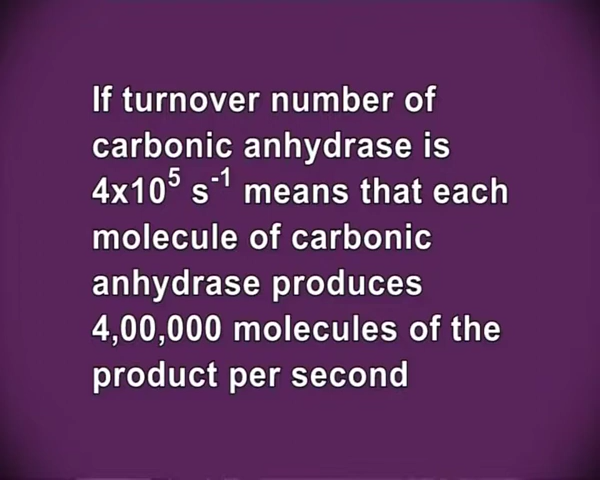 If turnover number of
carbonic anhydrase is
4x10⁵ s⁻¹ means that each
molecule of carbonic
anhydrase produces
4,00,000 molecules of the
product per second